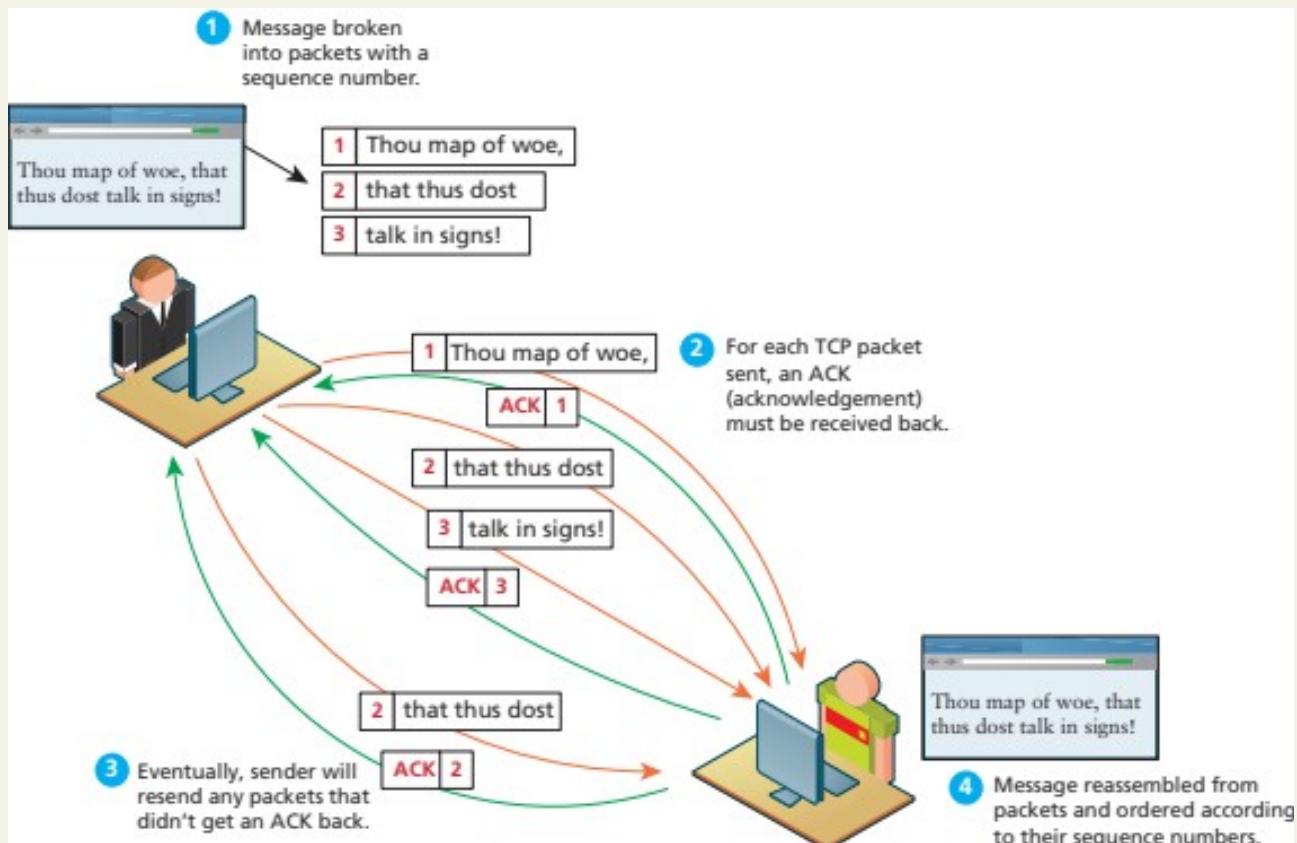 1 Message broken
into packets with a
sequence number.
Thou map of woe, that
thus dost talk in signs!
1 Thou map of woe,
2 that thus dost
3 talk in signs!
1 Thou map of woe,
ACK 1
2 For each TCP packet
sent, an ACK
(acknowledgement)
must be received back.
2 that thus dost
3 talk in signs!
ACK 3
2 that thus dost
ACK 2
3 Eventually, sender will
resend any packets that
didn't get an ACK back.
Thou map of woe, that
thus dost talk in signs!
4 Message reassembled from
packets and ordered according
to their sequence numbers.